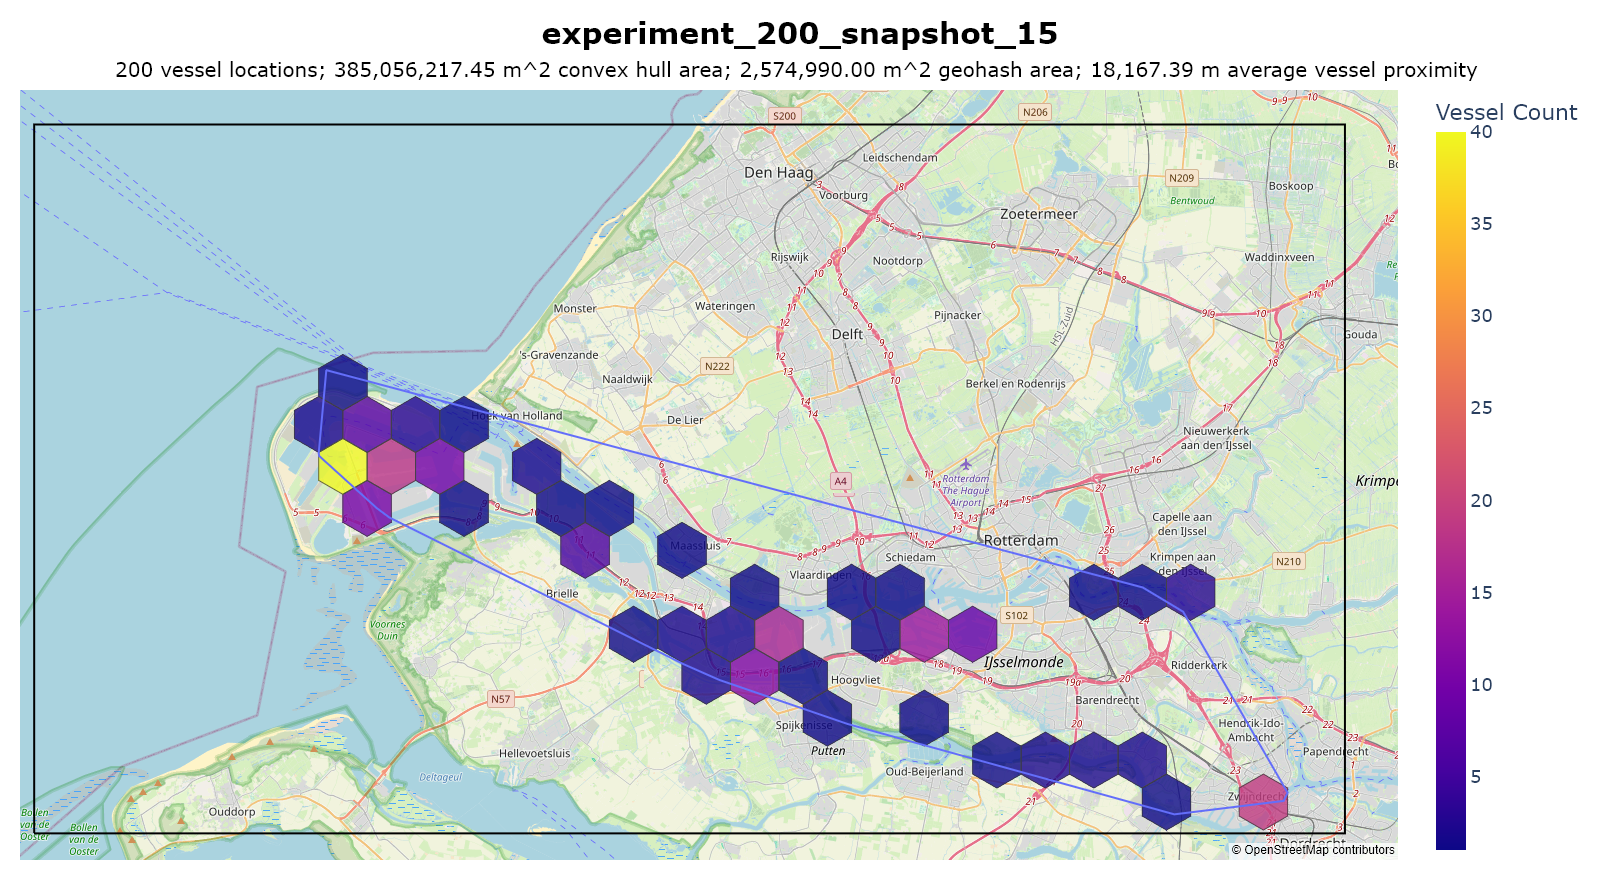 experiment_200_snapshot_15
200 vessel locations; 385,056,217.45 m^2 convex hull area; 2,574,990.00 m^2 geohash area; 18,167.39 m average vessel proximity
Vessel Count
40
35
30
25
20
15
10
5
S200
N206
Leidschendam
Den Haag
N209
Voorburg
Boskoop
Bentwoud
Zoetermeer
Rijswijk
Nootdorp
Waddinxveen
Monster
Wateringen
Pijnacker
HSL-Zuid
Delft
Gouda
's-Gravenzande
N222
Naaldwijk
Berkel en Rodenrijs
Hoek van Holland
De Lier
Nieuwerkerk
aan den IJssel
A4
Rotterdam
The Hague
Airport
Krimpe
Capelle aan
den IJssel
Rotterdam
Maassluis
Schiedam
Krimpen aan
den IJssel
N210
Vlaardingen
Brielle
S102
Voornes
Duin
IJsselmonde
Ridderkerk
Hoogvliet
N57
Barendrecht
Spijkenisse
Hendrik-Ido-
Ambacht
Putten
Hellevoetsluis
Papendrecht
Oud-Beijerland
Deltageul
Zwijndrecht
Ouddorp
Bollen
van de
Ooster
Bollen
van de
Ooster
Dordrecht
© OpenStreetMap contributors